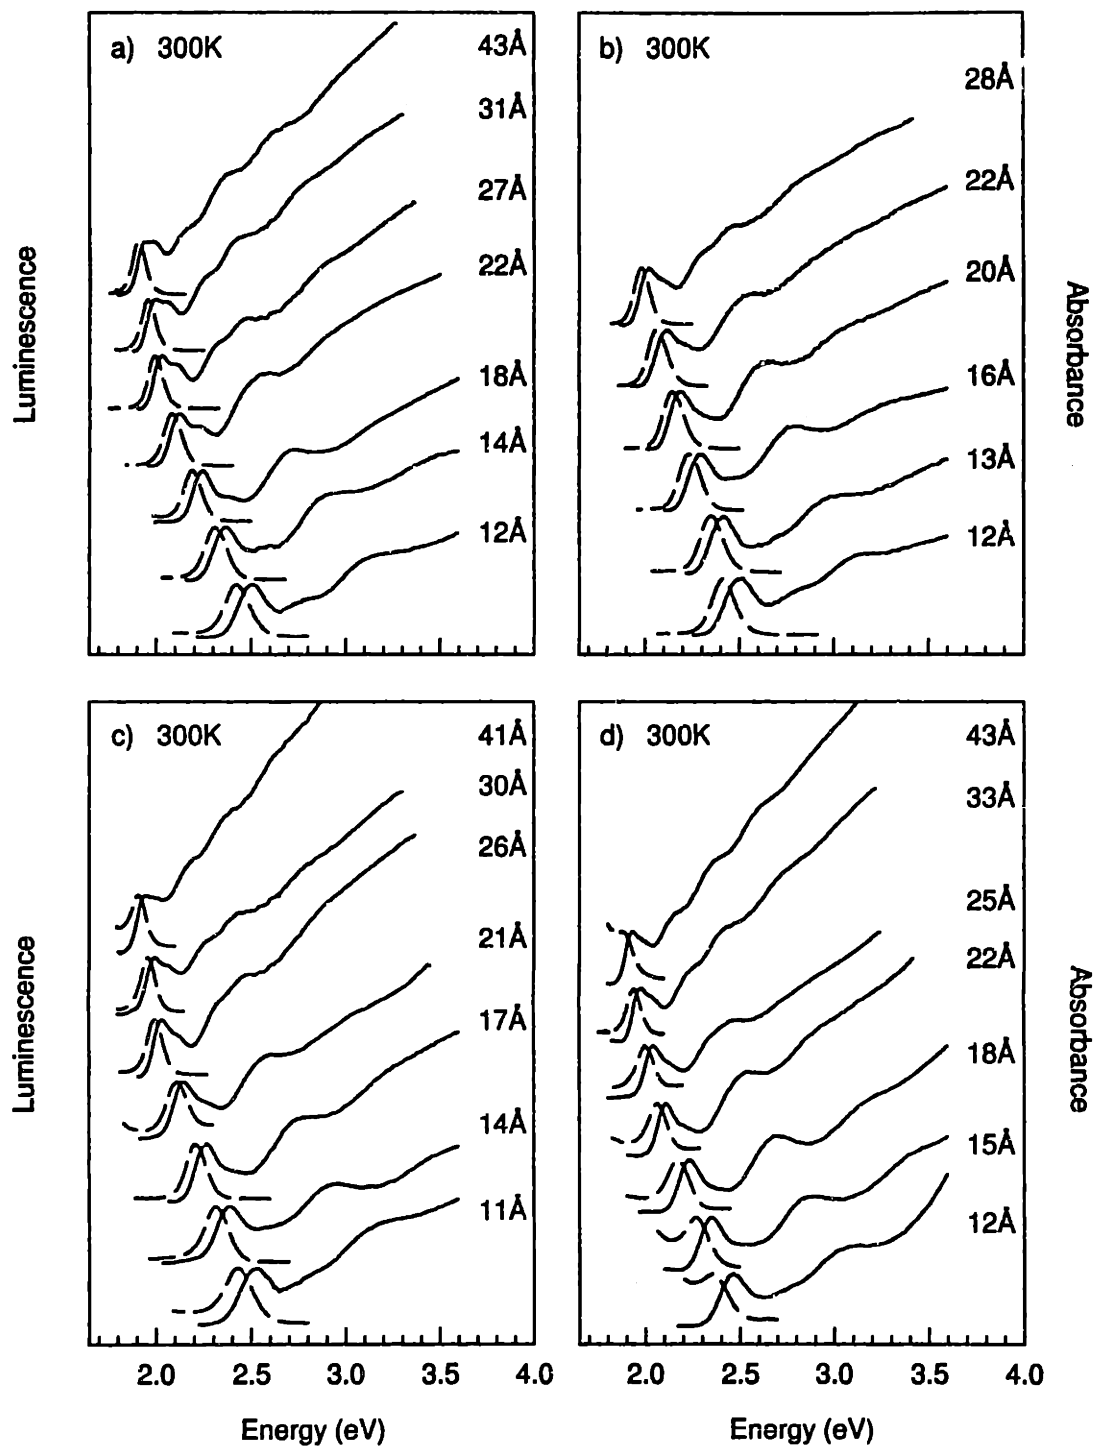 a) 300K
43Å
31Å
27Å
22Å
18Å
14Å
12Å
b) 300K
28Å
22Å
20Å
16Å
13Å
12Å
Luminescence
Absorbance
c) 300K
41Å
30Å
26Å
21Å
17Å
14Å
11Å
d) 300K
43Å
33Å
25Å
22Å
18Å
15Å
12Å
Luminescence
Absorbance
2.0 2.5 3.0 3.5 4.0
2.0 2.5 3.0 3.5 4.0
Energy (eV)
Energy (eV)